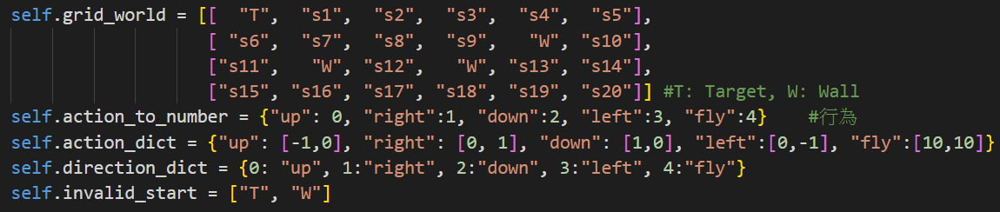 self.grid_world = [[  "T",  "s1",  "s2",  "s3",  "s4",  "s5"],
[ "s6",  "s7",  "s8",  "s9",   "W", "s10"],
["s11",   "W", "s12",   "W", "s13", "s14"],
["s15", "s16", "s17", "s18", "s19", "s20"]] #T: Target, W: Wall
self.action_to_number = {"up": 0, "right":1, "down":2, "left":3, "fly":4}    #行為
self.action_dict = {"up": [-1,0], "right": [0, 1], "down": [1,0], "left":[0,-1], "fly":[10,10]}
self.direction_dict = {0: "up", 1:"right", 2:"down", 3:"left", 4:"fly"}
self.invalid_start = ["T", "W"]